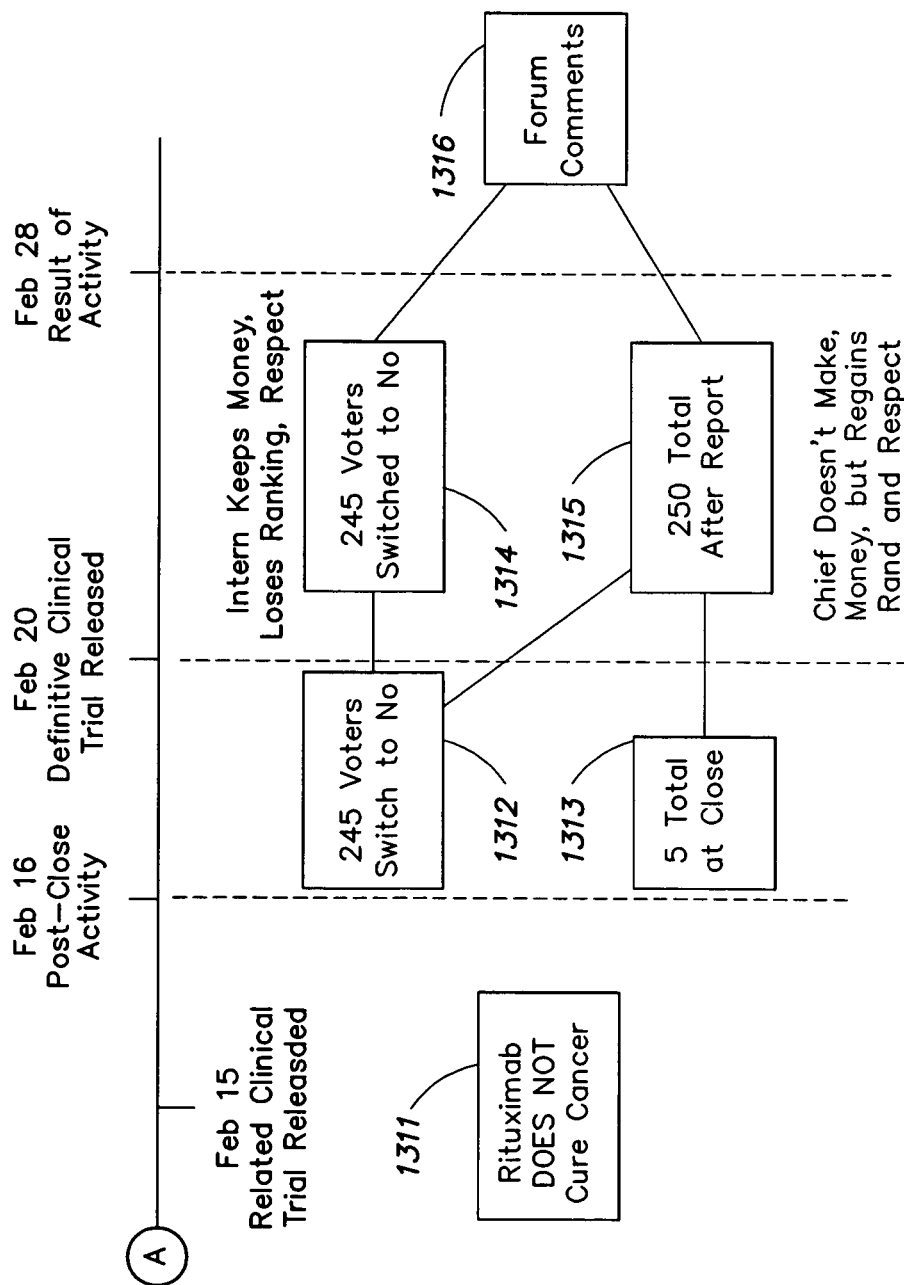 A
Feb 15
Related Clinical
Trial Releasded
1311
Rituximab
DOES NOT
Cure Cancer
Feb 16
Post-Close
Activity
Feb 20
Definitive Clinical
Trial Released
245 Voters
Switch to No
1312
1313
5 Total
at Close
Intern Keeps Money,
Loses Ranking, Respect
245 Voters
Switched to No
1314
1315
250 Total
After Report
Chief Doesn't Make,
Money, but Regains
Rand and Respect
Feb 28
Result of
Activity
1316
Forum
Comments